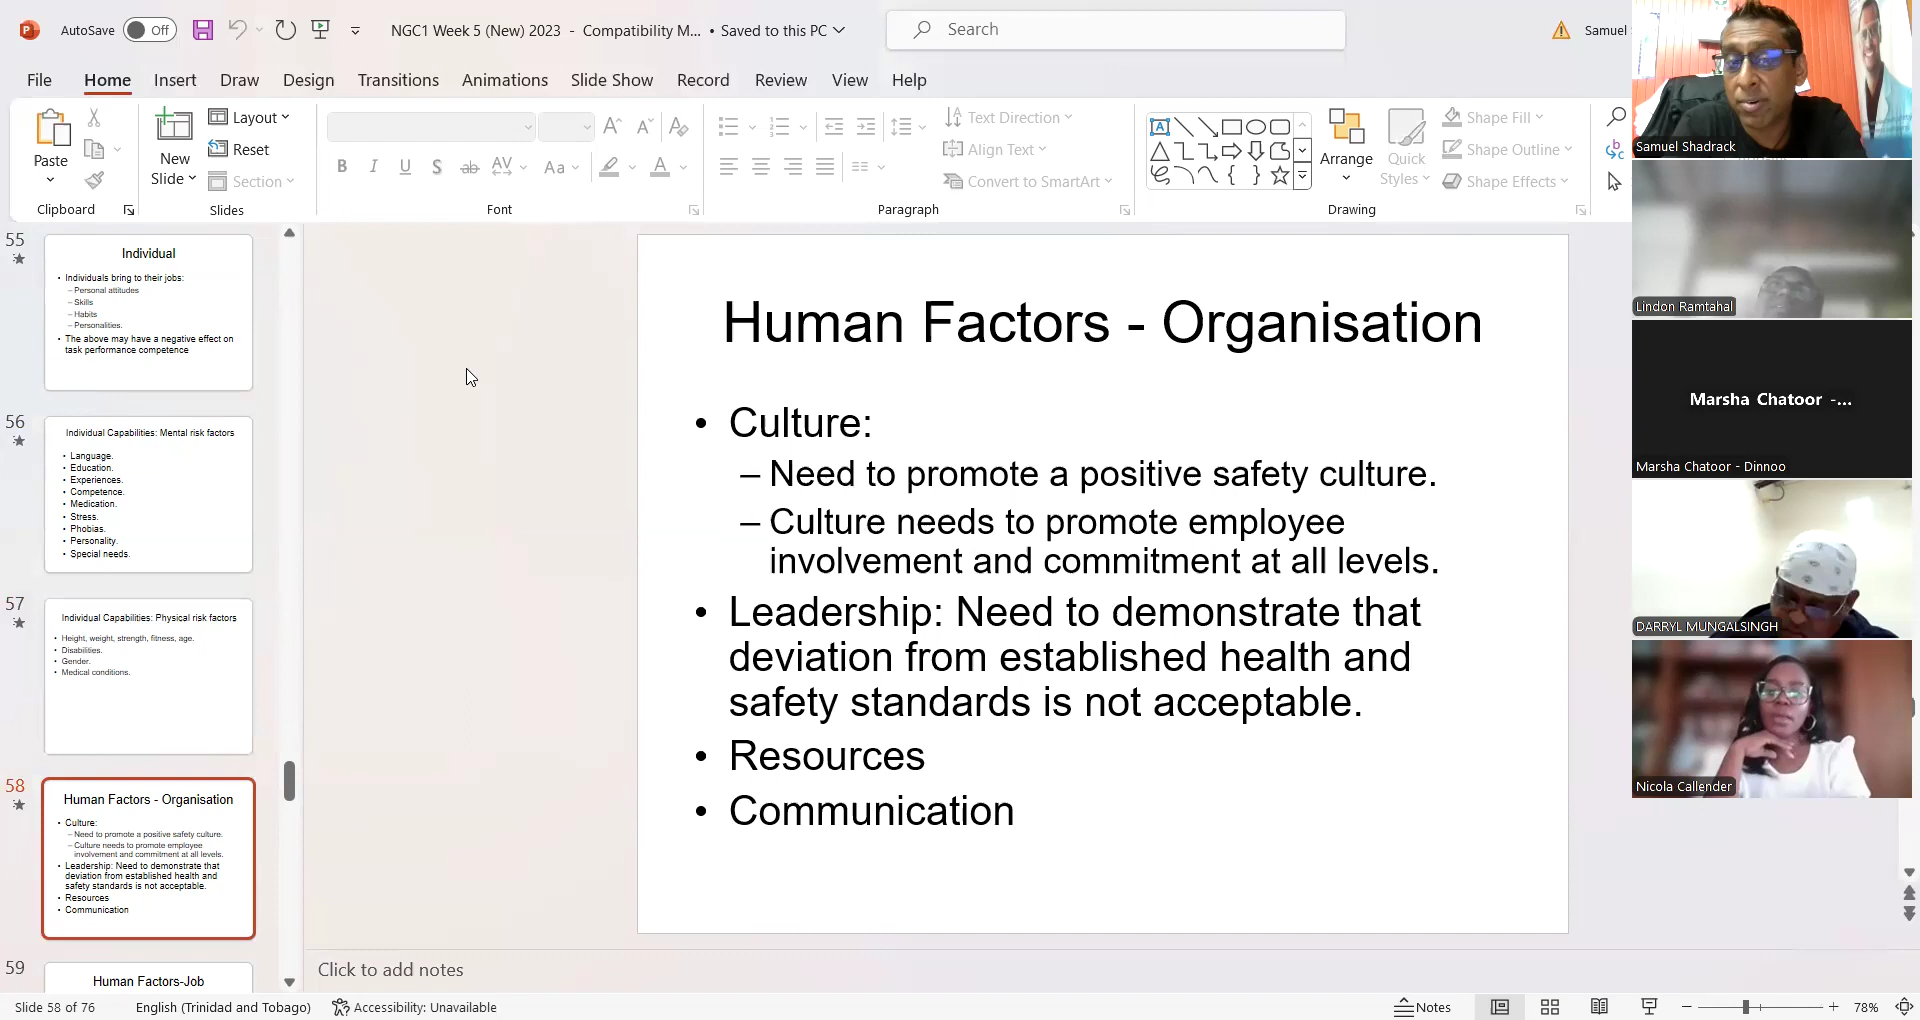 AutoSave Off NGC1 Week 5 (New) 2023 - Compatibility M... • Saved to this PC Search Samuel
File Home Insert Draw Design Transitions Animations Slide Show Record Review View Help
Paste
New
Slide
Layout
Reset
Section
B I U S ab AV Aa A
Text Direction
Align Text
Convert to SmartArt
Arrange
Quick
Styles
Shape Fill
Shape Outline
Shape Effects
Clipboard Slides Font Paragraph Drawing
55
Individual
• Individuals bring to their jobs:
– Personal attitudes
– Skills
– Habits
– Personalities.
• The above may have a negative effect on
task performance competence
56
Individual Capabilities: Mental risk factors
• Language.
• Education.
• Experiences.
• Competence.
• Medication.
• Stress.
• Phobias.
• Personality.
• Special needs.
57
Individual Capabilities: Physical risk factors
• Height, weight, strength, fitness, age.
• Disabilities.
• Gender.
• Medical conditions.
58
Human Factors - Organisation
• Culture:
– Need to promote a positive safety culture.
– Culture needs to promote employee
involvement and commitment at all levels.
• Leadership: Need to demonstrate that
deviation from established health and
safety standards is not acceptable.
• Resources
• Communication
59
Human Factors-Job
Human Factors - Organisation
• Culture:
– Need to promote a positive safety culture.
– Culture needs to promote employee
involvement and commitment at all levels.
• Leadership: Need to demonstrate that
deviation from established health and
safety standards is not acceptable.
• Resources
• Communication
Click to add notes
Samuel Shadrack
Lindon Ramtahal
Marsha Chatoor -...
Marsha Chatoor - Dinnoo
DARRYL MUNGALSINGH
Nicola Callender
Slide 58 of 76 English (Trinidad and Tobago) Accessibility: Unavailable Notes 78%